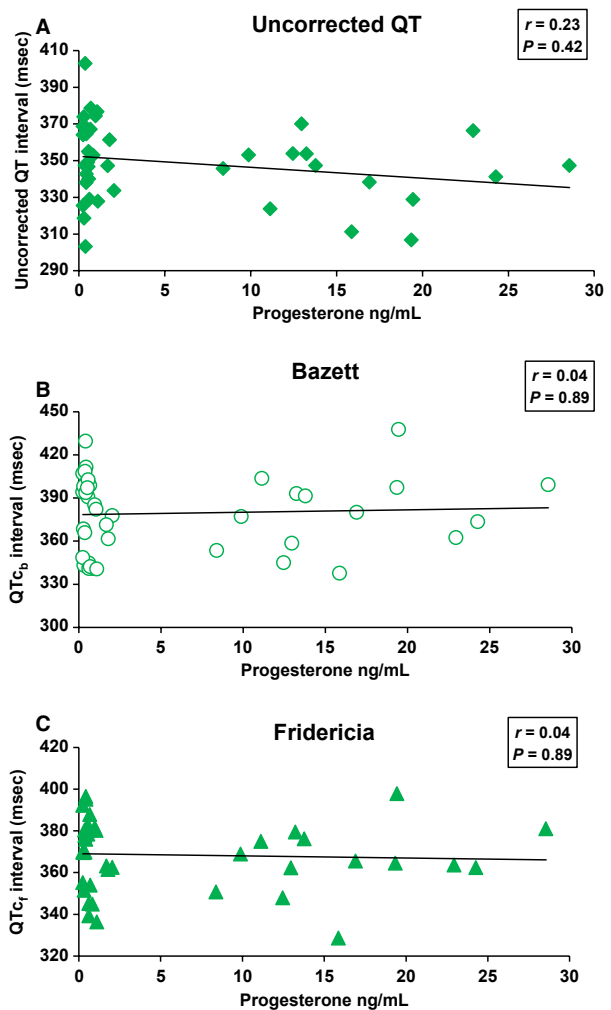 A
Uncorrected QT
r = 0.23
P = 0.42
Uncorrected QT interval (msec)
410
390
370
350
330
310
290
0 5 10 15 20 25 30
Progesterone ng/mL
B
Bazett
r = 0.04
P = 0.89
QTcb interval (msec)
450
420
390
360
330
300
0 5 10 15 20 25 30
Progesterone ng/mL
C
Fridericia
r = 0.04
P = 0.89
QTcf interval (msec)
420
400
380
360
340
320
0 5 10 15 20 25 30
Progesterone ng/mL